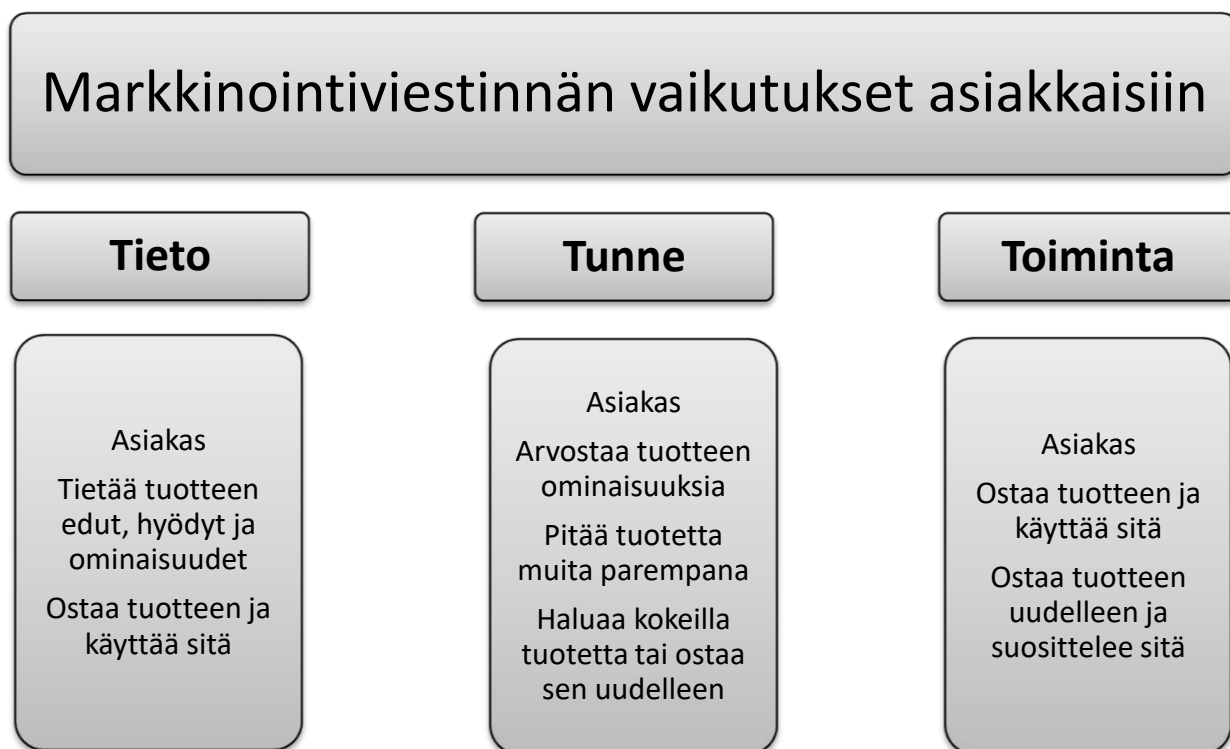 Markkinointiviestinnän vaikutukset asiakkaisiin
Tieto
Asiakas
Tietää tuotteen
edut, hyödyt ja
ominaisuudet
Ostaa tuotteen ja
käyttää sitä
Tunne
Asiakas
Arvostaa tuotteen
ominaisuuksia
Pitää tuotetta
muita parempana
Haluaa kokeilla
tuotetta tai ostaa
sen uudelleen
Toiminta
Asiakas
Ostaa tuotteen ja
käyttää sitä
Ostaa tuotteen
uudelleen ja
suosittelee sitä